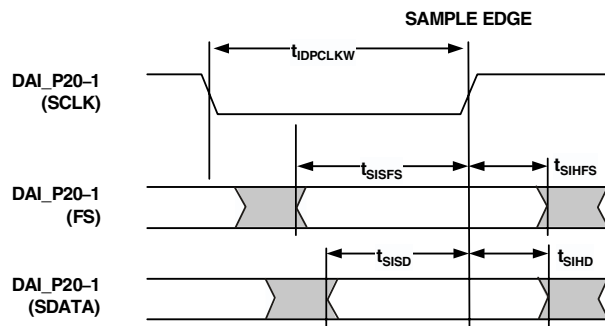 SAMPLE EDGE
tIDPCLKW
DAI_P20–1
(SCLK)
tSISFS
tSIHFS
DAI_P20–1
(FS)
tSISD
tSIHD
DAI_P20–1
(SDATA)